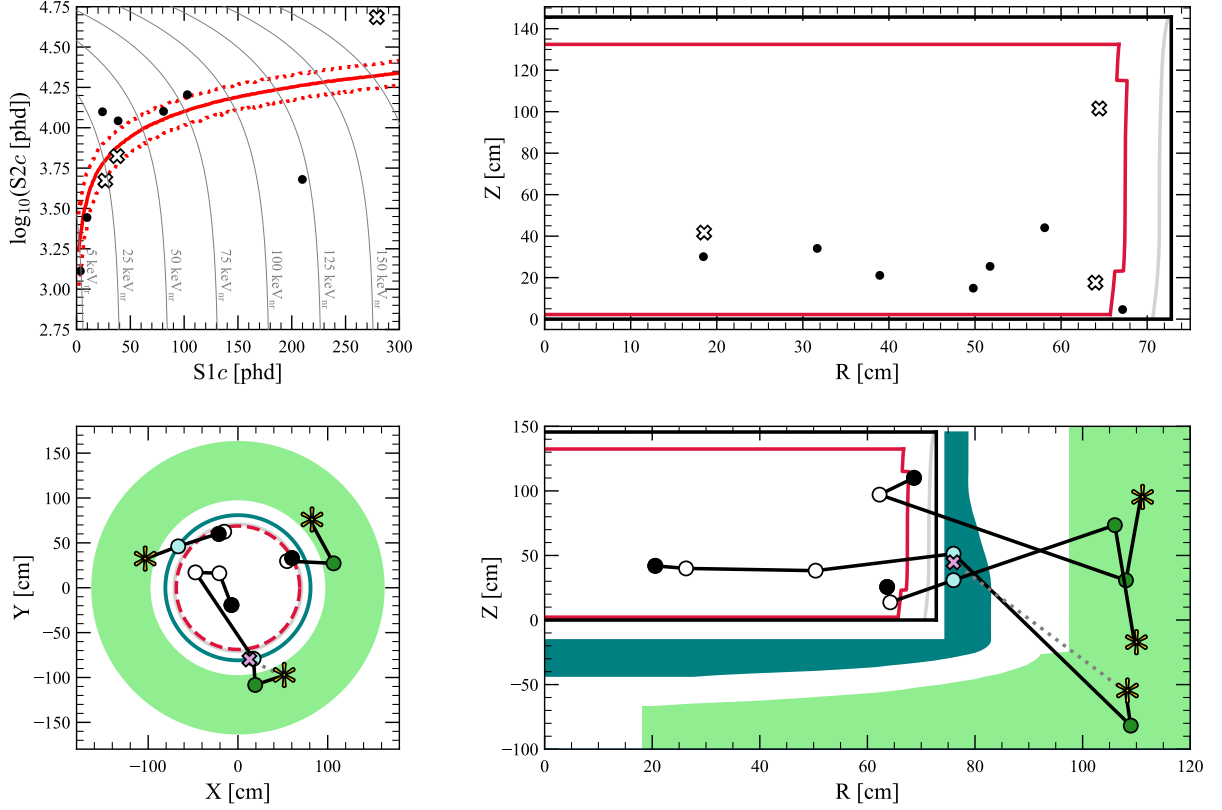 4.75
4.50
4.25
4.00
3.75
3.50
3.25
3.00
2.75
log10(S2c [phd])
5 keVnr
25 keVnr
50 keVnr
75 keVnr
100 keVnr
125 keVnr
150 keVnr
0 50 100 150 200 250 300
S1c [phd]
140
120
100
80
60
40
20
0
Z [cm]
0 10 20 30 40 50 60 70
R [cm]
150
100
50
0
−50
−100
−150
Y [cm]
−100 0 100
X [cm]
150
100
50
0
−50
−100
Z [cm]
0 20 40 60 80 100 120
R [cm]